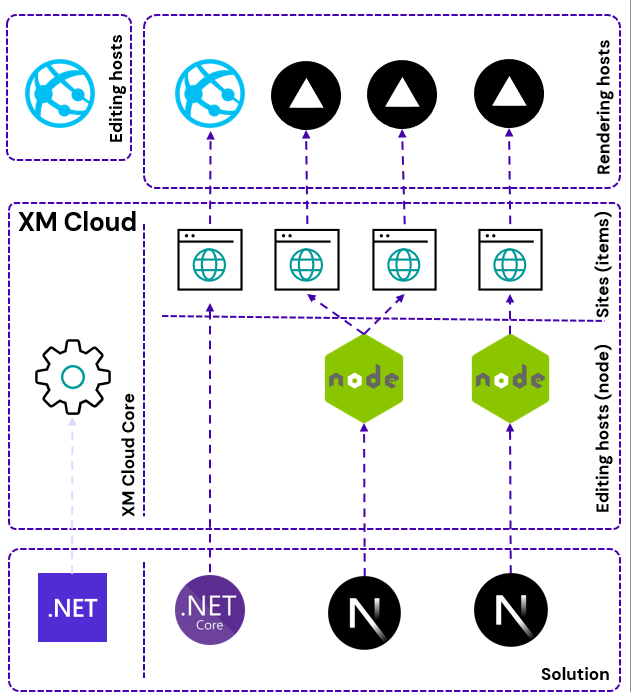 Editing hosts
Rendering hosts
XM Cloud
Sites (items)
node
node
XM Cloud Core
Editing hosts (node)
.NET
.NET
Core
N
N
Solution